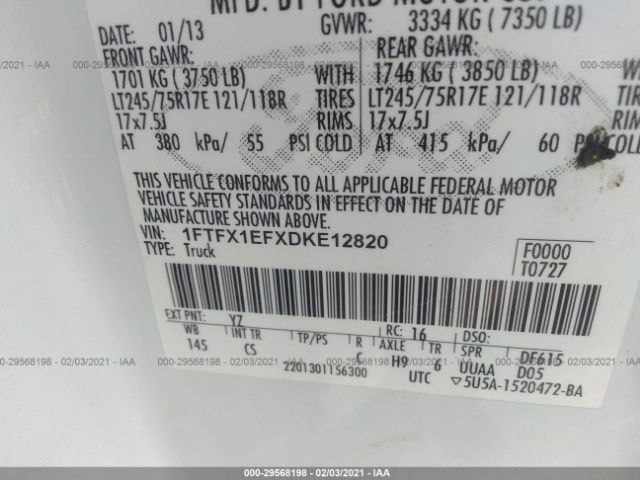 MFD. BY FORD MOTOR CO.
DATE: 01/13 GVWR: 3334 KG ( 7350 LB)
FRONT GAWR: REAR GAWR:
1701 KG ( 3750 LB) WITH 1746 KG ( 3850 LB) WITH
LT245/75R17E 121/118R TIRES LT245/75R17E 121/118R TIRE
17x7.5J RIMS 17x7.5J RIMS
AT 380 kPa/ 55 PSI COLD AT 415 kPa/ 60 PSI COLD
THIS VEHICLE CONFORMS TO ALL APPLICABLE FEDERAL MOTOR
VEHICLE SAFETY STANDARDS IN EFFECT ON THE DATE OF
MANUFACTURE SHOWN ABOVE.
VIN: 1FTFX1EFXDKE12820
TYPE: Truck
F0000
T0727
EXT PNT: YZ RC: 16 DSO:
WB INT TR TP/PS R AXLE TR SPR DF615
145 CS C H9 6 UUAA D05
22013011S6300 UTC ▽5U5A-1520472-BA
000-29568198 - 02/03/2021 - IAA